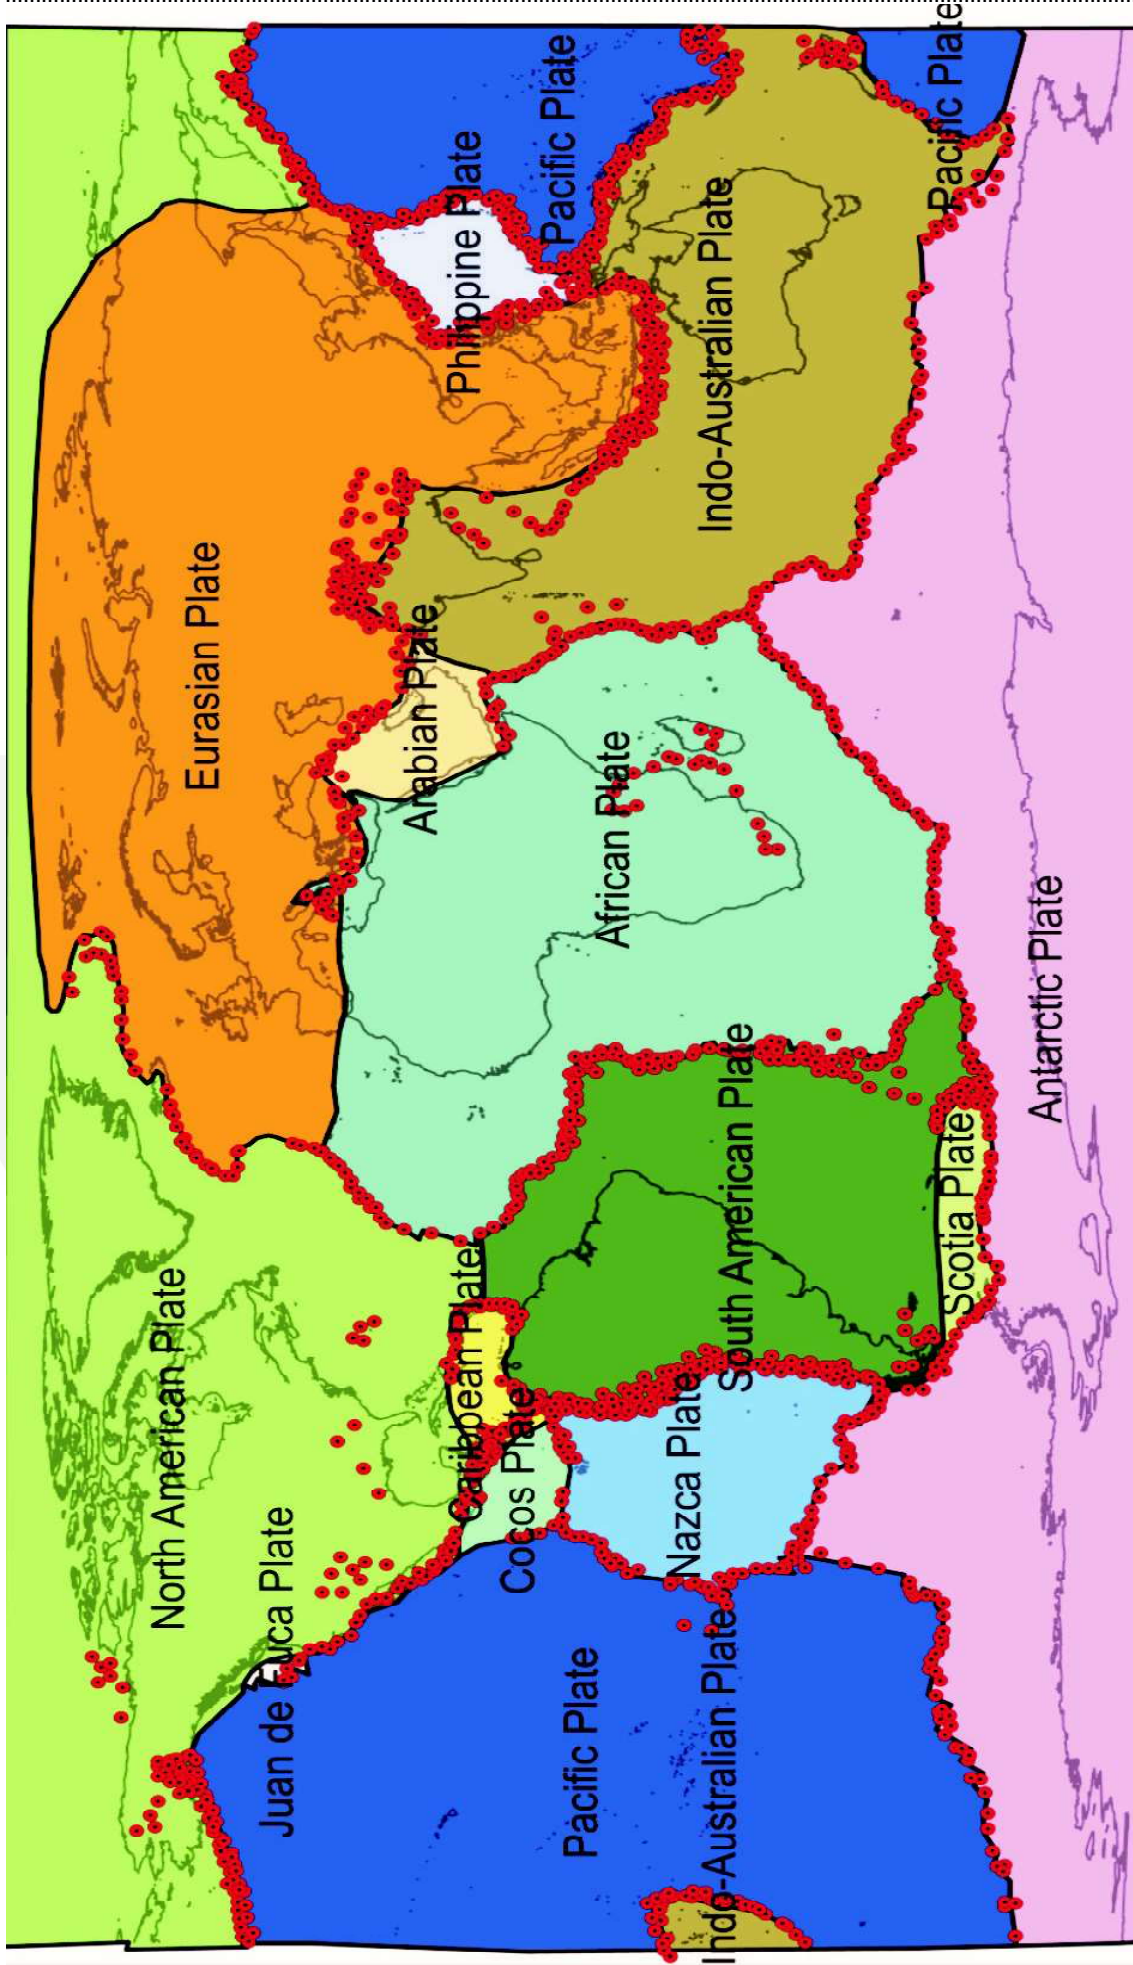 North American Plate
Eurasian Plate
Juan de Fuca Plate
Caribbean Plate
Arabian Plate
Philippine Plate
Cocos Plate
Pacific Plate
African Plate
Pacific Plate
Nazca Plate
Indo-Australian Plate
South American Plate
Indo-Australian Plate
Scotia Plate
Pacific Plate
Antarctic Plate